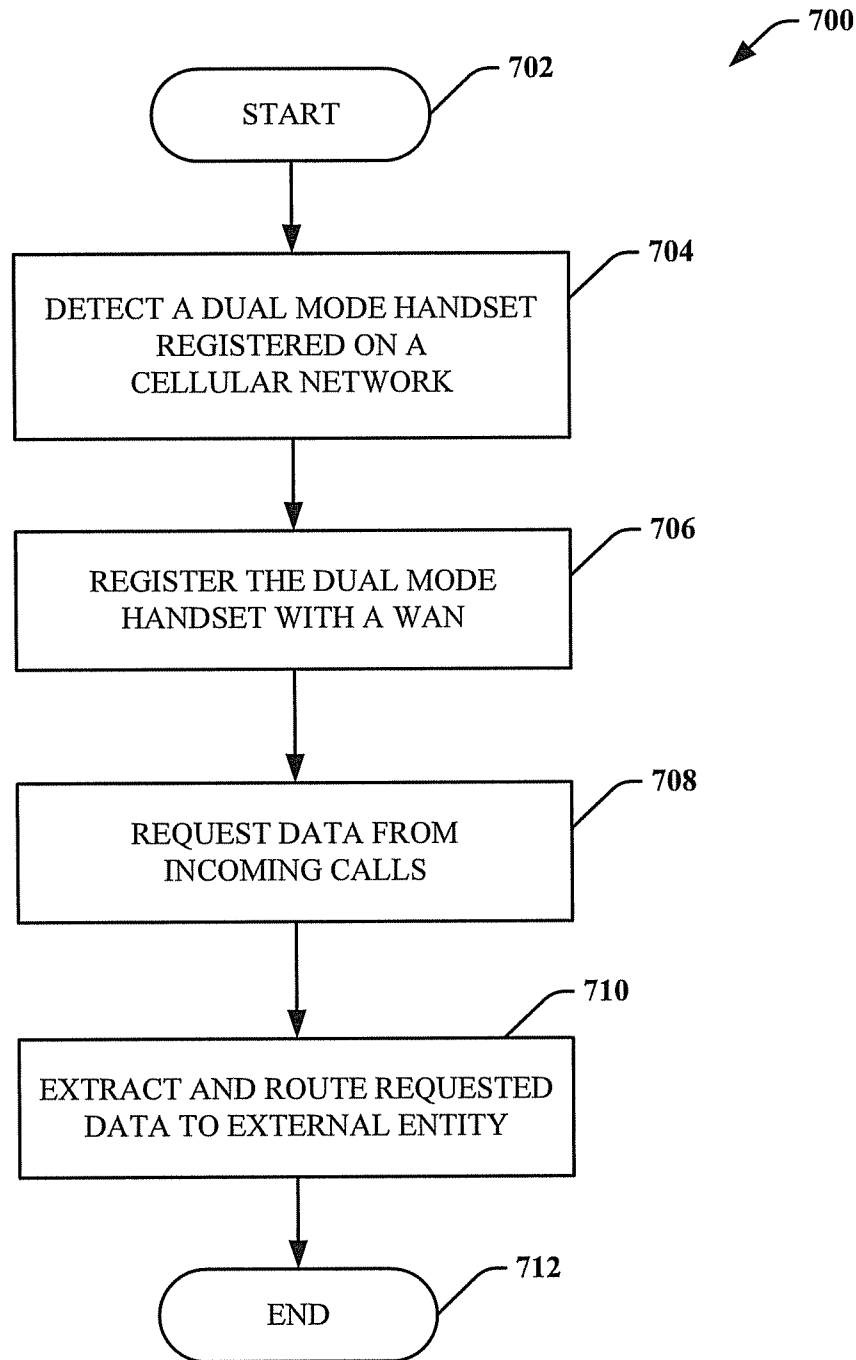 700
702
START
704
DETECT A DUAL MODE HANDSET
REGISTERED ON A
CELLULAR NETWORK
706
REGISTER THE DUAL MODE
HANDSET WITH A WAN
708
REQUEST DATA FROM
INCOMING CALLS
710
EXTRACT AND ROUTE REQUESTED
DATA TO EXTERNAL ENTITY
712
END